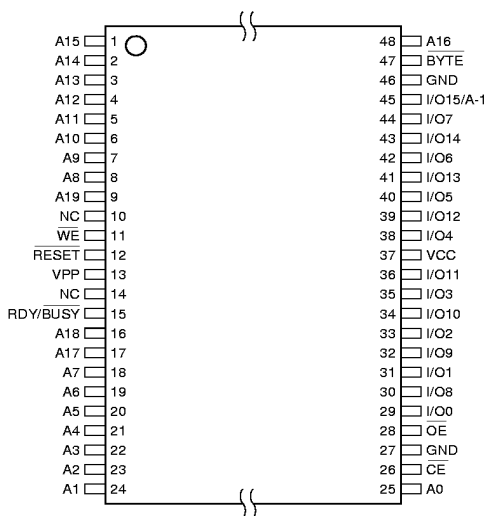 A15 1 48 A16
A14 2 47 BYTE
A13 3 46 GND
A12 4 45 I/O15/A-1
A11 5 44 I/O7
A10 6 43 I/O14
A9 7 42 I/O6
A8 8 41 I/O13
A19 9 40 I/O5
NC 10 39 I/O12
WE 11 38 I/O4
RESET 12 37 VCC
VPP 13 36 I/O11
NC 14 35 I/O3
RDY/BUSY 15 34 I/O10
A18 16 33 I/O2
A17 17 32 I/O9
A7 18 31 I/O1
A6 19 30 I/O8
A5 20 29 I/O0
A4 21 28 OE
A3 22 27 GND
A2 23 26 CE
A1 24 25 A0